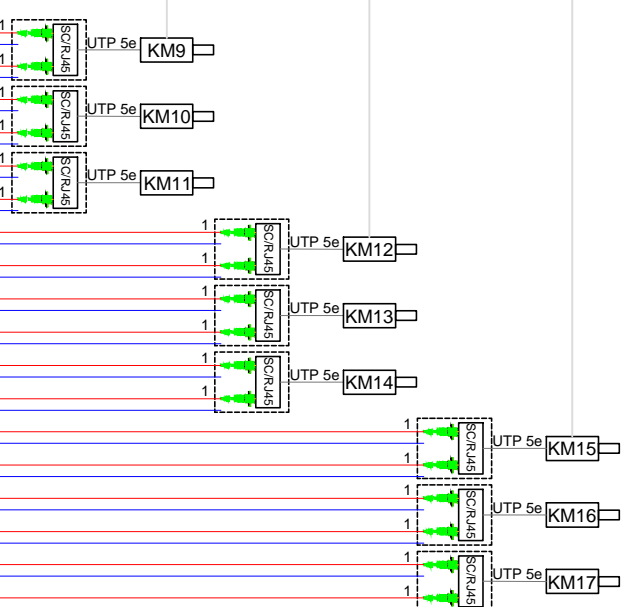 1
SC/RJ45
UTP 5e
KM9
1
1
SC/RJ45
UTP 5e
KM10
1
1
SC/RJ45
UTP 5e
KM11
1
1
SC/RJ45
UTP 5e
KM12
1
1
SC/RJ45
UTP 5e
KM13
1
1
SC/RJ45
UTP 5e
KM14
1
1
SC/RJ45
UTP 5e
KM15
1
1
SC/RJ45
UTP 5e
KM16
1
1
SC/RJ45
UTP 5e
KM17
1